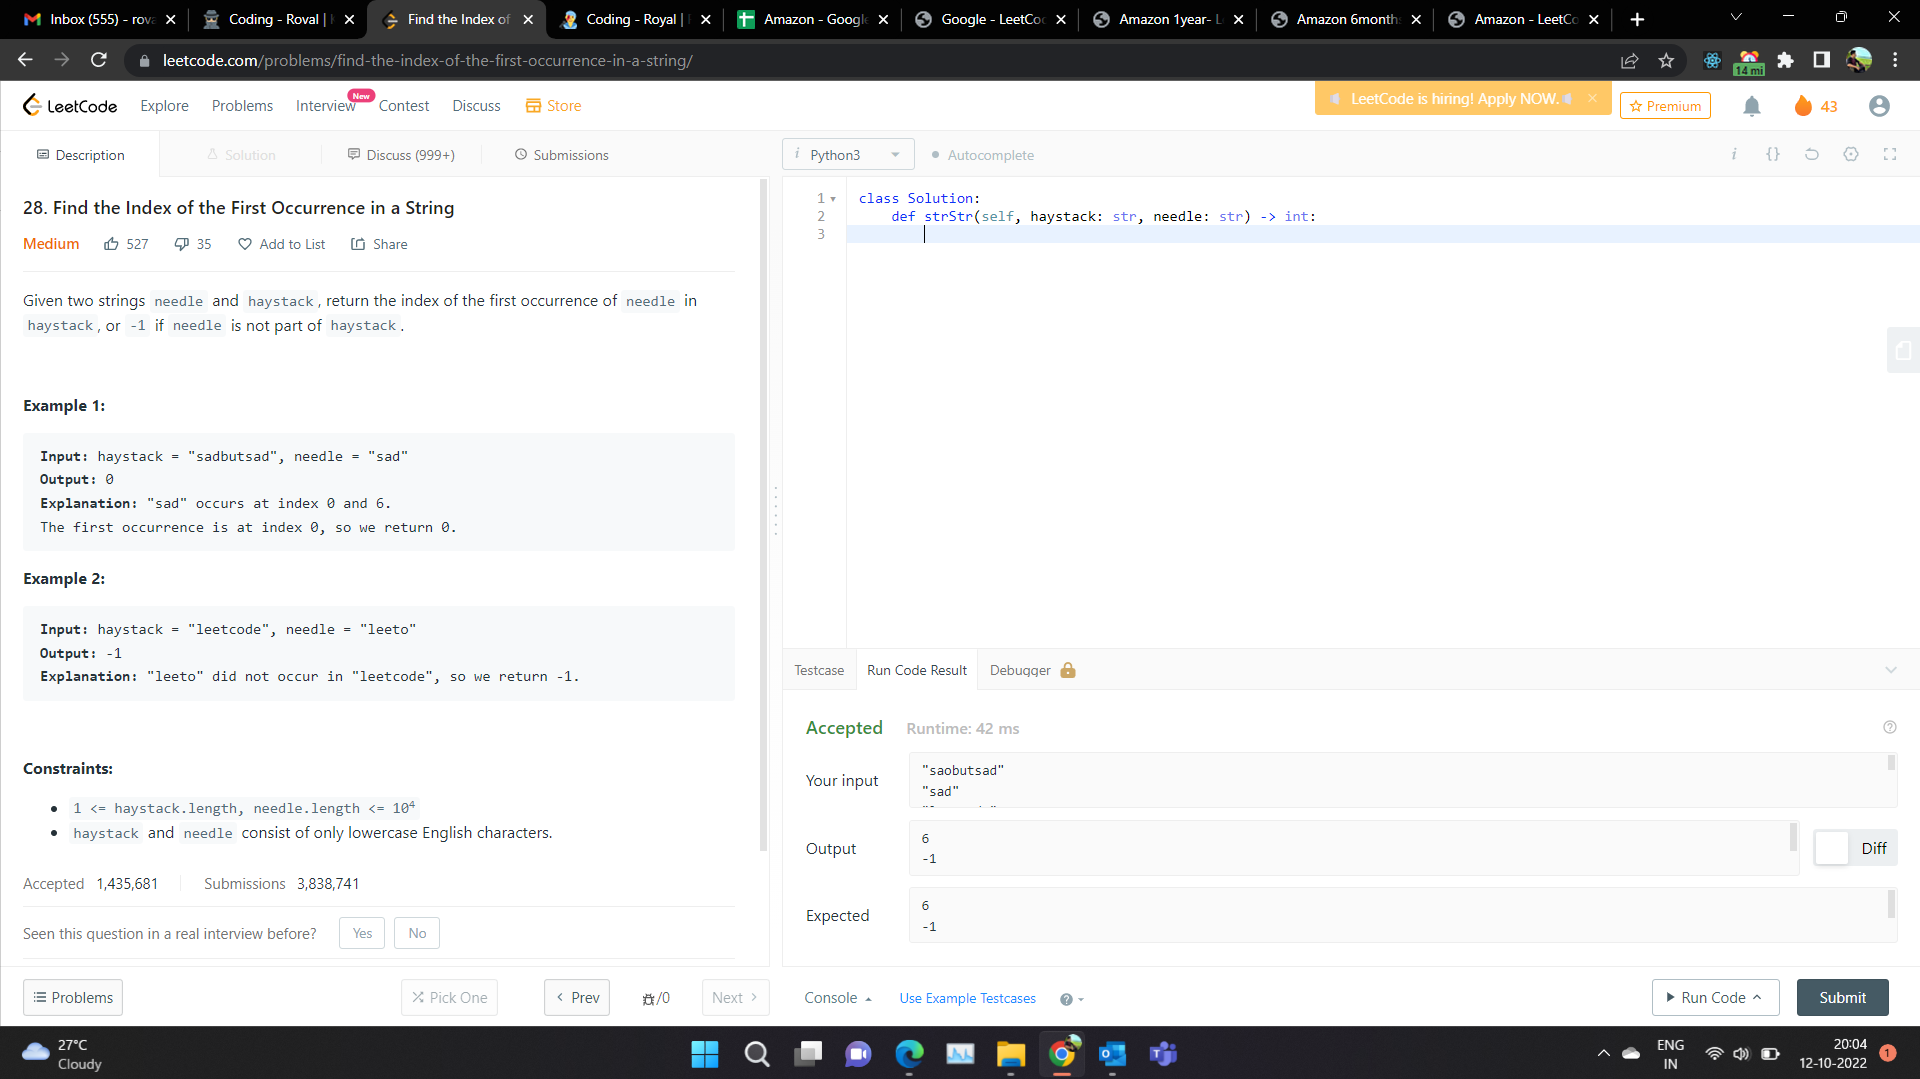 Inbox (555) - rova
Coding - Roval |
Find the Index of
Coding - Royal |
Amazon - Google
Google - LeetCo
Amazon 1year- L
Amazon 6month
Amazon - LeetCo
leetcode.com/problems/find-the-index-of-the-first-occurrence-in-a-string/
14 mi
LeetCode
Explore
Problems
Interview
New
Contest
Discuss
Store
LeetCode is hiring! Apply NOW.
Premium
43
Description
Solution
Discuss (999+)
Submissions
i Python3
Autocomplete
i {}
28. Find the Index of the First Occurrence in a String
Medium
527
35
Add to List
Share
Given two strings needle and haystack, return the index of the first occurrence of needle in
haystack, or -1 if needle is not part of haystack.
Example 1:
Input: haystack = "sadbutsad", needle = "sad"
Output: 0
Explanation: "sad" occurs at index 0 and 6.
The first occurrence is at index 0, so we return 0.
Example 2:
Input: haystack = "leetcode", needle = "leeto"
Output: -1
Explanation: "leeto" did not occur in "leetcode", so we return -1.
Constraints:
• 1 <= haystack.length, needle.length <= 10⁴
• haystack and needle consist of only lowercase English characters.
Accepted 1,435,681
Submissions 3,838,741
Seen this question in a real interview before?
Yes
No
Problems
Pick One
Prev
/0
Next
1 class Solution:
2 def strStr(self, haystack: str, needle: str) -> int:
3
Testcase
Run Code Result
Debugger
Accepted
Runtime: 42 ms
Your input
"saobutsad"
"sad"
Output
6
-1
Diff
Expected
6
-1
Console
Use Example Testcases
Run Code
Submit
27°C
Cloudy
ENG
IN
20:04
12-10-2022
1